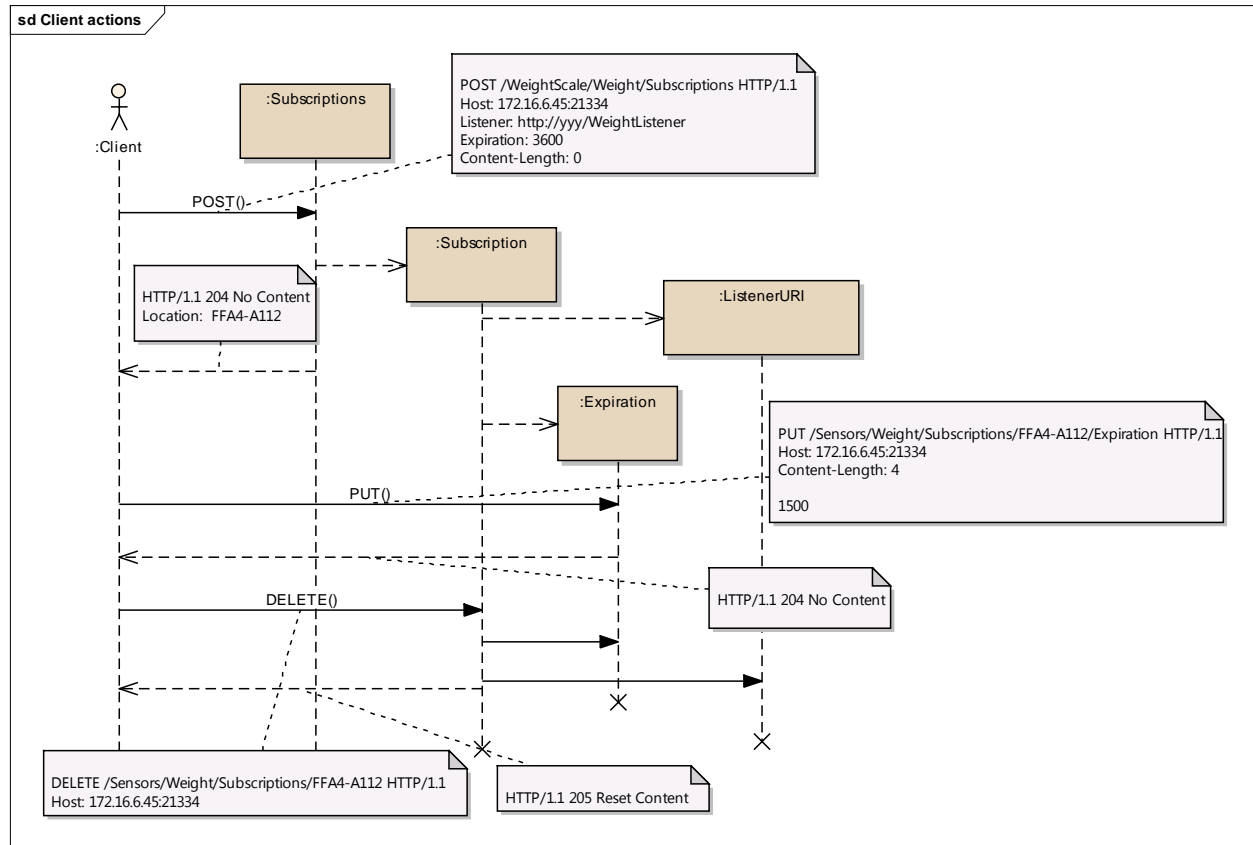 sd Client actions
:Client
:Subscriptions
POST /WeightScale/Weight/Subscriptions HTTP/1.1
Host: 172.16.6.45:21334
Listener: http://yyy/WeightListener
Expiration: 3600
Content-Length: 0
POST()
:Subscription
HTTP/1.1 204 No Content
Location:  FFA4-A112
:ListenerURI
:Expiration
PUT /Sensors/Weight/Subscriptions/FFA4-A112/Expiration HTTP/1.1
Host: 172.16.6.45:21334
Content-Length: 4
1500
PUT()
HTTP/1.1 204 No Content
DELETE()
DELETE /Sensors/Weight/Subscriptions/FFA4-A112 HTTP/1.1
Host: 172.16.6.45:21334
HTTP/1.1 205 Reset Content